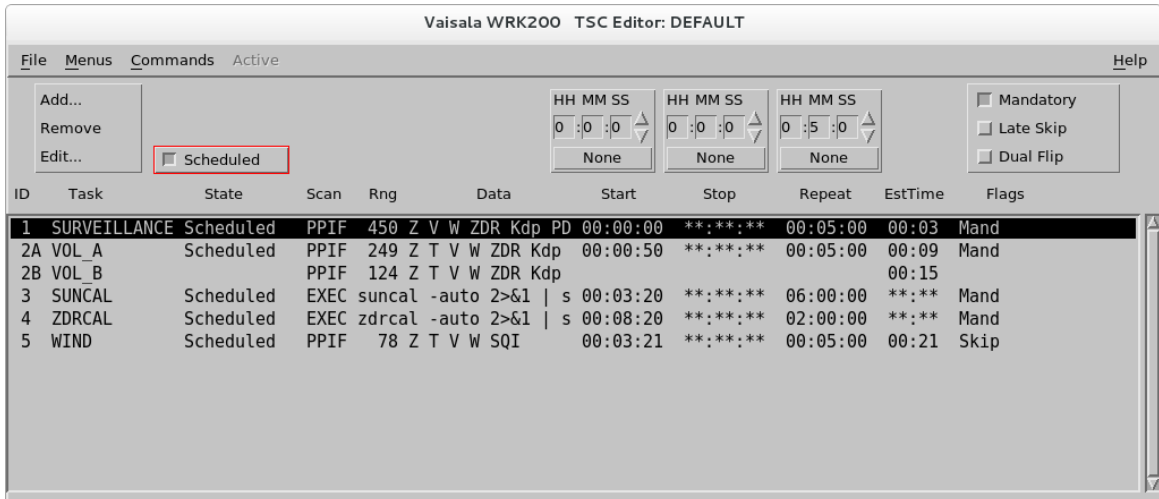 Vaisala WRK200 TSC Editor: DEFAULT
File Menus Commands Active Help
Add...
Remove
Edit...
Scheduled
HH MM SS HH MM SS HH MM SS
0 :0 :0 0 :0 :0 0 :5 :0
None None None
Mandatory
Late Skip
Dual Flip
ID Task State Scan Rng Data Start Stop Repeat EstTime Flags
1 SURVEILLANCE Scheduled PPIF 450 Z V W ZDR Kdp PD 00:00:00 **:**:** 00:05:00 00:03 Mand
2A VOL_A Scheduled PPIF 249 Z T V W ZDR Kdp 00:00:50 **:**:** 00:05:00 00:09 Mand
2B VOL_B PPIF 124 Z T V W ZDR Kdp 00:15
3 SUNCAL Scheduled EXEC suncal -auto 2>&1 | s 00:03:20 **:**:** 06:00:00 **:** Mand
4 ZDRCAL Scheduled EXEC zdrcal -auto 2>&1 | s 00:08:20 **:**:** 02:00:00 **:** Mand
5 WIND Scheduled PPIF 78 Z T V W SQI 00:03:21 **:**:** 00:05:00 00:21 Skip